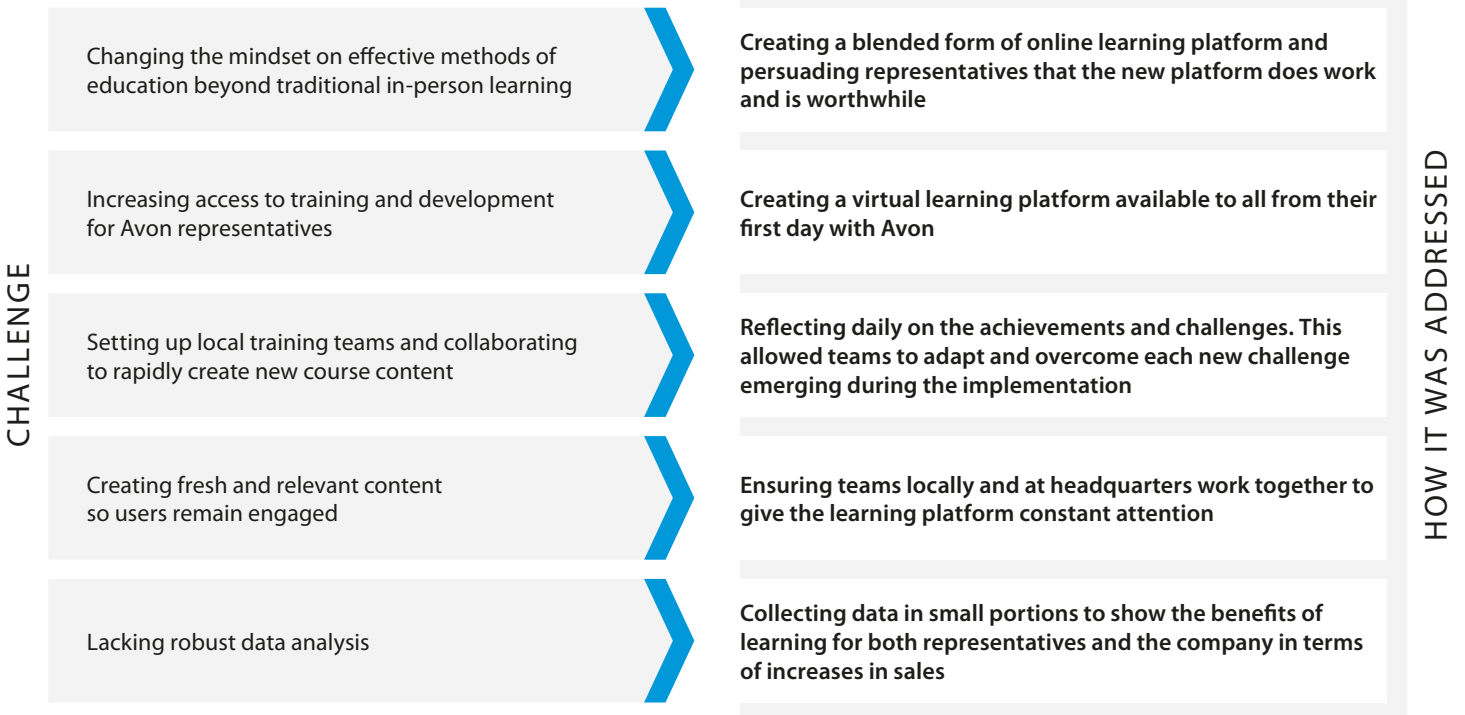 CHALLENGE
HOW IT WAS ADDRESSED
Changing the mindset on effective methods of
education beyond traditional in-person learning
Creating a blended form of online learning platform and
persuading representatives that the new platform does work
and is worthwhile
Increasing access to training and development
for Avon representatives
Creating a virtual learning platform available to all from their
first day with Avon
Setting up local training teams and collaborating
to rapidly create new course content
Reflecting daily on the achievements and challenges. This
allowed teams to adapt and overcome each new challenge
emerging during the implementation
Creating fresh and relevant content
so users remain engaged
Ensuring teams locally and at headquarters work together to
give the learning platform constant attention
Lacking robust data analysis
Collecting data in small portions to show the benefits of
learning for both representatives and the company in terms
of increases in sales